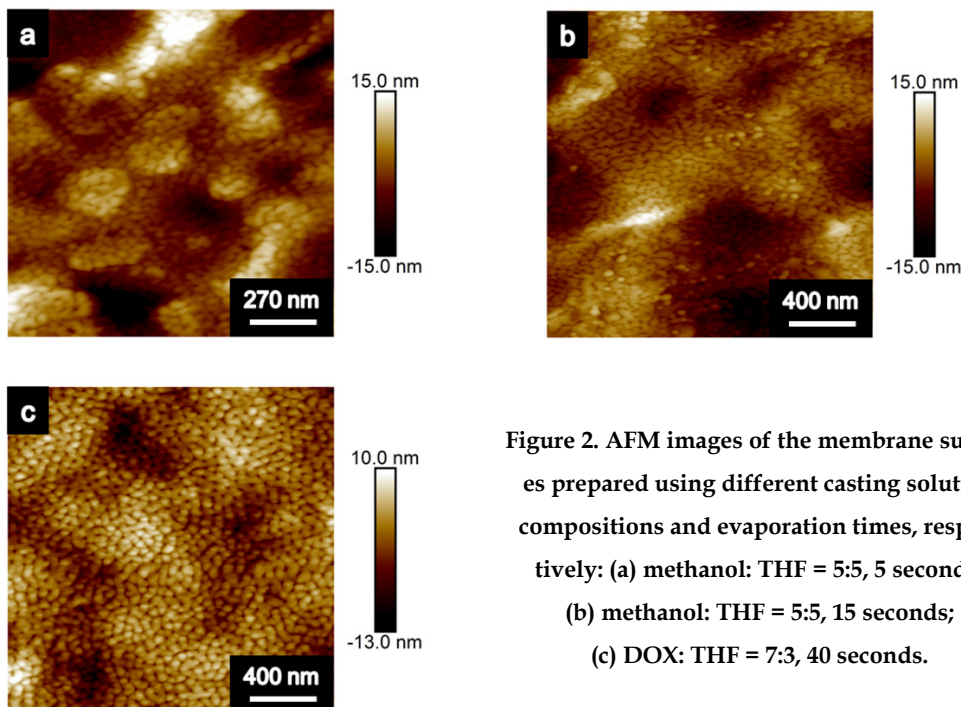 a
15.0 nm
-15.0 nm
270 nm
b
15.0 nm
-15.0 nm
400 nm
c
10.0 nm
-13.0 nm
400 nm
Figure 2. AFM images of the membrane su
es prepared using different casting solut
compositions and evaporation times, resp
tively: (a) methanol: THF = 5:5, 5 second
(b) methanol: THF = 5:5, 15 seconds;
(c) DOX: THF = 7:3, 40 seconds.